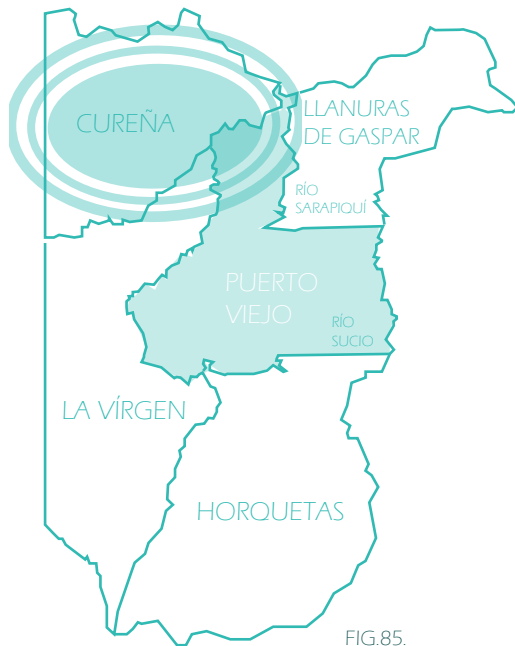 CUREÑA
LLANURAS
DE GASPAR
RÍO
SARAPIQUÍ
PUERTO
VIEJO
RÍO
SUCIO
LA VÍRGEN
HORQUETAS
FIG.85.